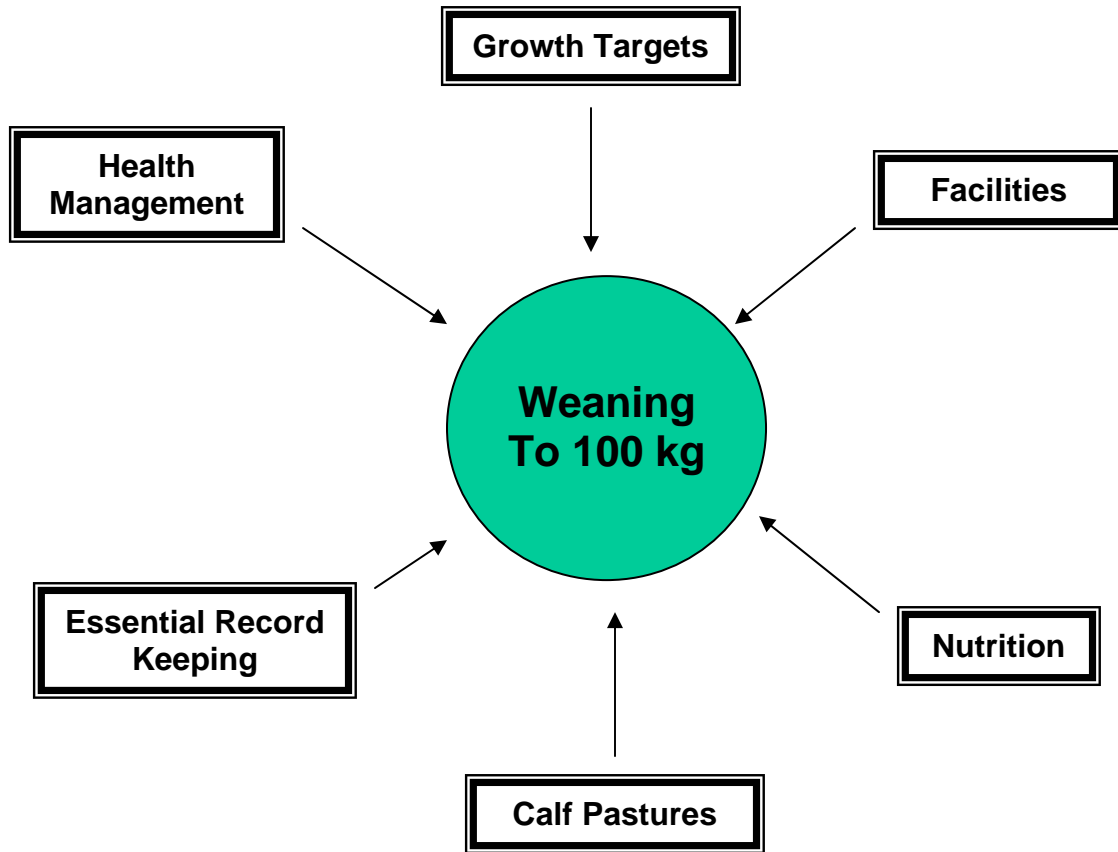 Growth Targets
Health
Management
Facilities
Weaning
To 100 kg
Essential Record
Keeping
Nutrition
Calf Pastures